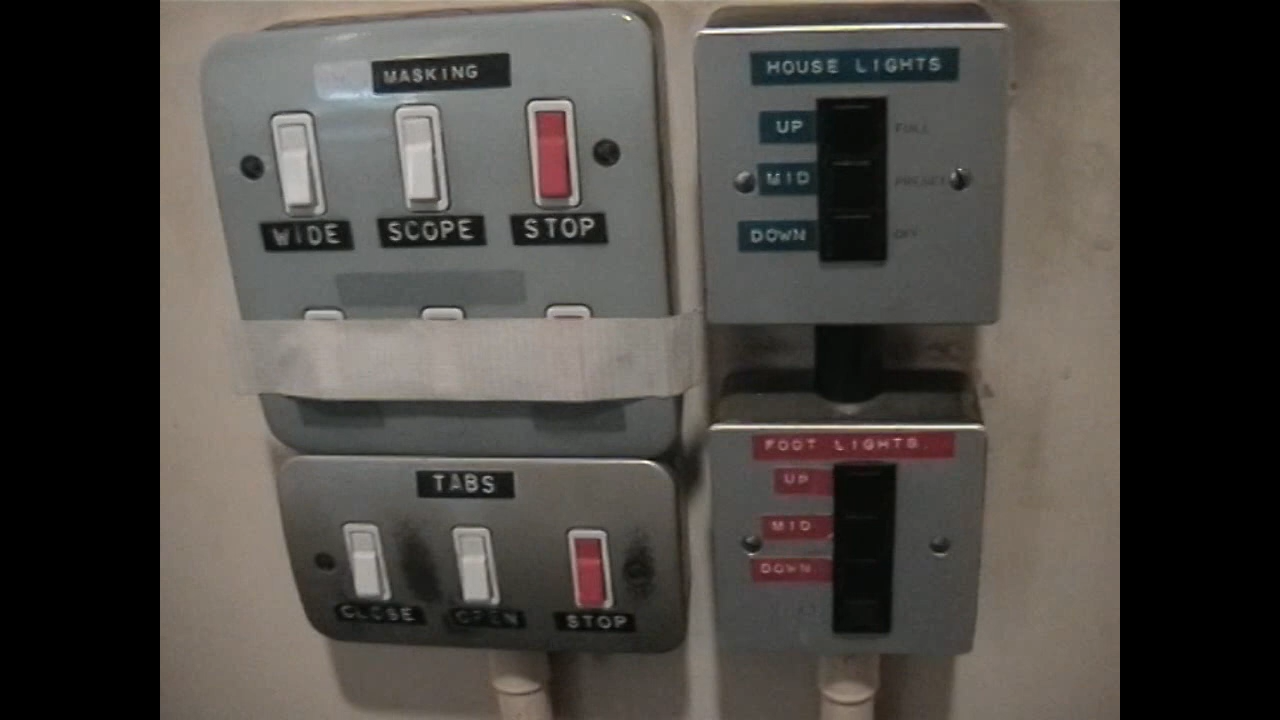 MASKING
WIDE SCOPE STOP
TABS
CLOSE OPEN STOP
HOUSE LIGHTS
UP FULL
MID PRESET
DOWN OFF
FOOT LIGHTS
UP
MID
DOWN